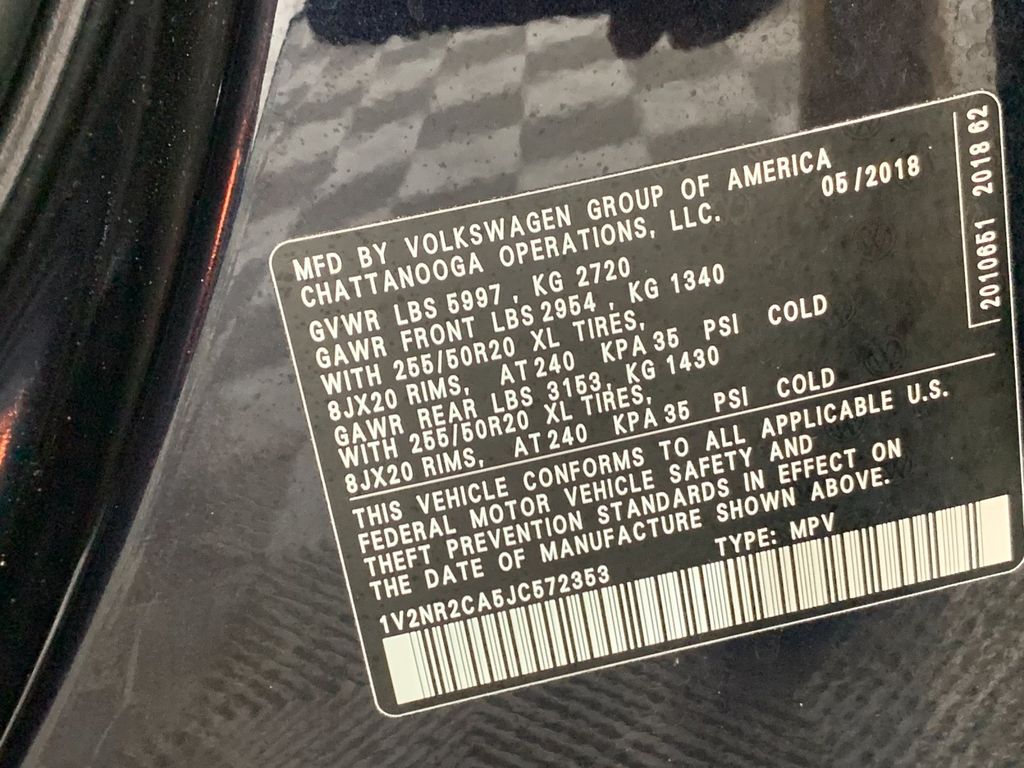 MFD BY VOLKSWAGEN GROUP OF AMERICA
CHATTANOOGA OPERATIONS, LLC. 05/2018
GVWR LBS 5997 , KG 2720
GAWR FRONT LBS 2954 , KG 1340
WITH 255/50R20 XL TIRES,
8JX20 RIMS, AT 240 KPA 35 PSI COLD
GAWR REAR LBS 3153, KG 1430
WITH 255/50R20 XL TIRES,
8JX20 RIMS, AT 240 KPA 35 PSI COLD
THIS VEHICLE CONFORMS TO ALL APPLICABLE U.S.
FEDERAL MOTOR VEHICLE SAFETY AND
THEFT PREVENTION STANDARDS IN EFFECT ON
THE DATE OF MANUFACTURE SHOWN ABOVE.
1V2NR2CA5JC572353 TYPE: MPV
2010651 2018 62